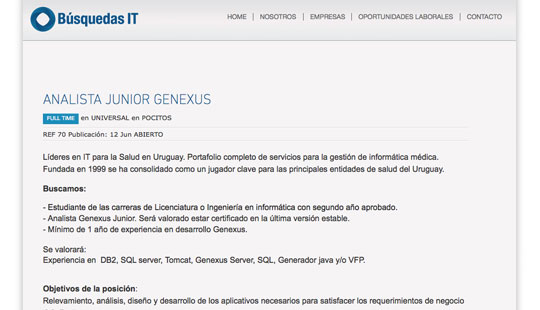 Búsquedas IT
HOME | NOSOTROS | EMPRESAS | OPORTUNIDADES LABORALES | CONTACTO
ANALISTA JUNIOR GENEXUS
FULL TIME en UNIVERSAL en POCITOS
REF 70 Publicación: 12 Jun ABIERTO
Líderes en IT para la Salud en Uruguay. Portafolio completo de servicios para la gestión de informática médica.
Fundada en 1999 se ha consolidado como un jugador clave para las principales entidades de salud del Uruguay.
Buscamos:
- Estudiante de las carreras de Licenciatura o Ingeniería en informática con segundo año aprobado.
- Analista Genexus Junior. Será valorado estar certificado en la última versión estable.
- Mínimo de 1 año de experiencia en desarrollo Genexus.
Se valorará:
Experiencia en DB2, SQL server, Tomcat, Genexus Server, SQL, Generador java y/o VFP.
Objetivos de la posición:
Relevamiento, análisis, diseño y desarrollo de los aplicativos necesarios para satisfacer los requerimientos de negocio